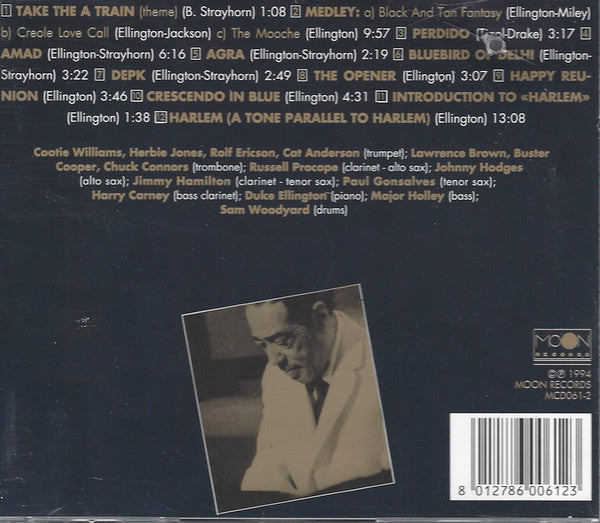 1 TAKE THE A TRAIN (theme) (B. Strayhorn) 1:08 2 MEDLEY: a) Black And Tan Fantasy (Ellington-Miley)
b) Creole Love Call (Ellington-Jackson) c) The Mooche (Ellington) 9:57 3 PERDIDO (Tizol-Drake) 3:17 4
AMAD (Ellington-Strayhorn) 6:16 5 AGRA (Ellington-Strayhorn) 2:19 6 BLUEBIRD OF DELHI (Ellington-
Strayhorn) 3:22 7 DEPK (Ellington-Strayhorn) 2:49 8 THE OPENER (Ellington) 3:07 9 HAPPY REU-
NION (Ellington) 3:46 10 CRESCENDO IN BLUE (Ellington) 4:31 11 INTRODUCTION TO «HARLEM»
(Ellington) 1:38 12 HARLEM (A TONE PARALLEL TO HARLEM) (Ellington) 13:08
Cootie Williams, Herbie Jones, Rolf Ericson, Cat Anderson (trumpet); Lawrence Brown, Buster
Cooper, Chuck Connors (trombone); Russell Procope (clarinet - alto sax); Johnny Hodges
(alto sax); Jimmy Hamilton (clarinet - tenor sax); Paul Gonsalves (tenor sax);
Harry Carney (bass clarinet); Duke Ellington (piano); Major Holley (bass);
Sam Woodyard (drums)
MOON
RECORDS
©℗ 1994
MOON RECORDS
MCD061-2
8 012786 006123